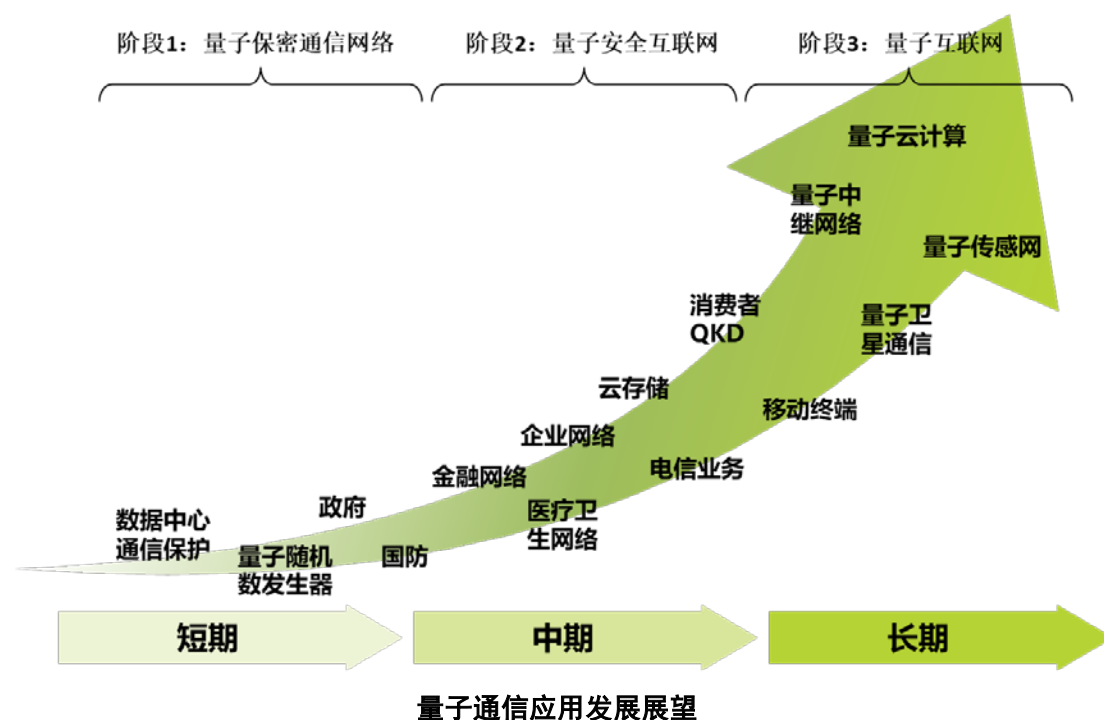 阶段1：量子保密通信网络
阶段2：量子安全互联网
阶段3：量子互联网
量子云计算
量子中
继网络
量子传感网
消费者
QKD
量子卫
星通信
云存储
移动终端
企业网络
电信业务
金融网络
医疗卫
生网络
政府
数据中心
通信保护
量子随机
数发生器
国防
短期
中期
长期
量子通信应用发展展望